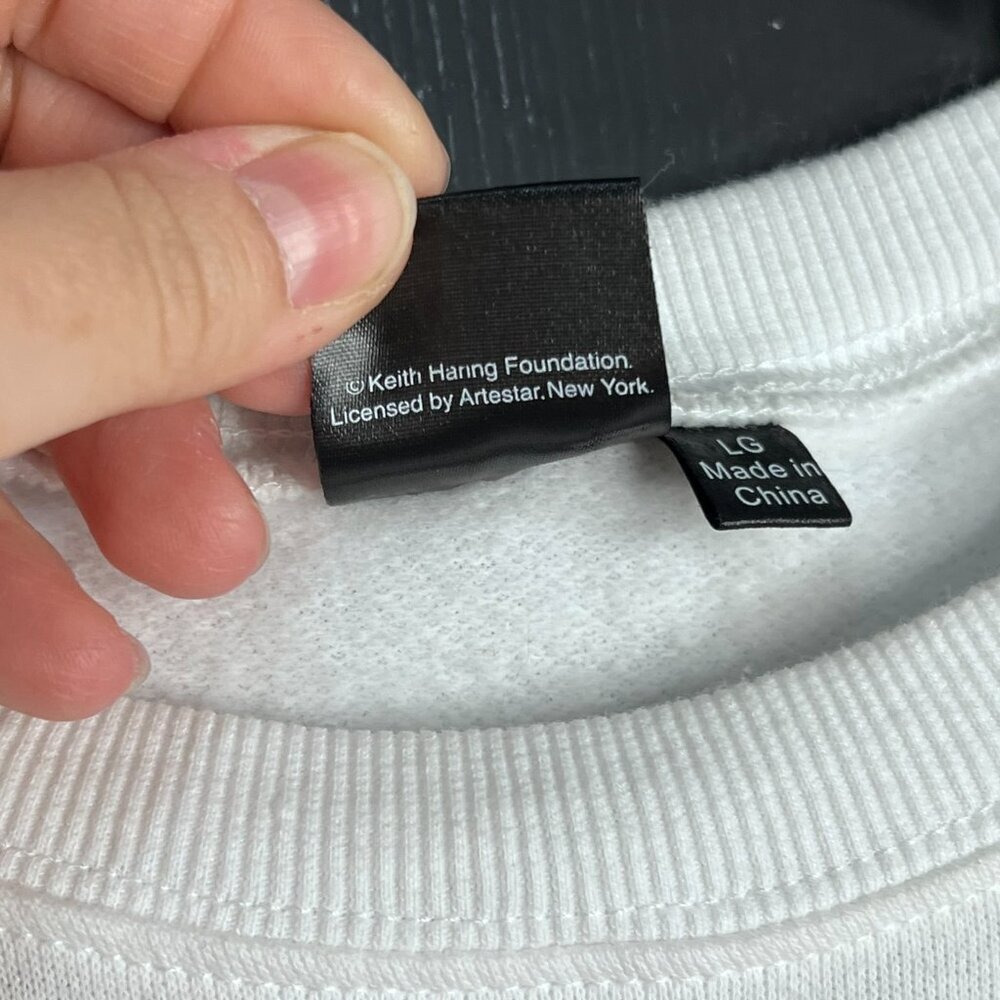 © Keith Haring Foundation.
Licensed by Artestar. New York.
LG
Made in
China